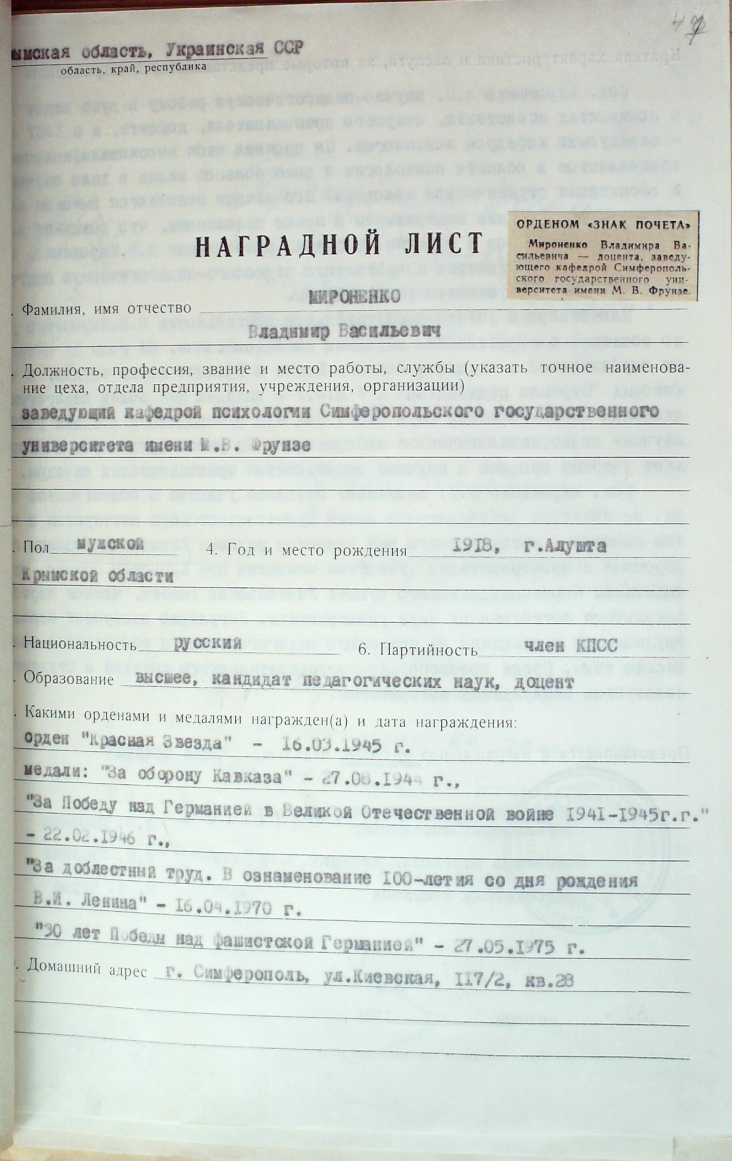 ымская область, Украинская ССР
область, край, республика
НАГРАДНОЙ ЛИСТ
ОРДЕНОМ «ЗНАК ПОЧЕТА»
Мироненко Владимира Ва-
сильевича — доцента, заведу-
ющего кафедрой Симферополь-
ского государственного уни-
верситета имени М. В. Фрунзе.
. Фамилия, имя отчество МИРОНЕНКО
Владимир Васильевич
. Должность, профессия, звание и место работы, службы (указать точное наименова-
ние цеха, отдела предприятия, учреждения, организации)
заведующий кафедрой психологии Симферопольского государственного
университета имени М.В. Фрунзе
. Пол мужской 4. Год и место рождения 1918, г.Алушта
Крымской области
. Национальность русский 6. Партийность член КПСС
. Образование высшее, кандидат педагогических наук, доцент
. Какими орденами и медалями награжден(а) и дата награждения:
орден "Красная Звезда" - 16.03.1945 г.
медали: "За оборону Кавказа" - г.,
"За Победу над Германией в Великой Отечественной войне 1941-1945г.г."
- 22.02.1946 г.,
"За доблестный труд. В ознаменование 100-летия со дня рождения
В.И. Ленина" - 16.04.1970 г.
"30 лет Победы над фашистской Германией" - 27.05.1975 г.
. Домашний адрес г. Симферополь, ул.Киевская, 117/2, кв.28